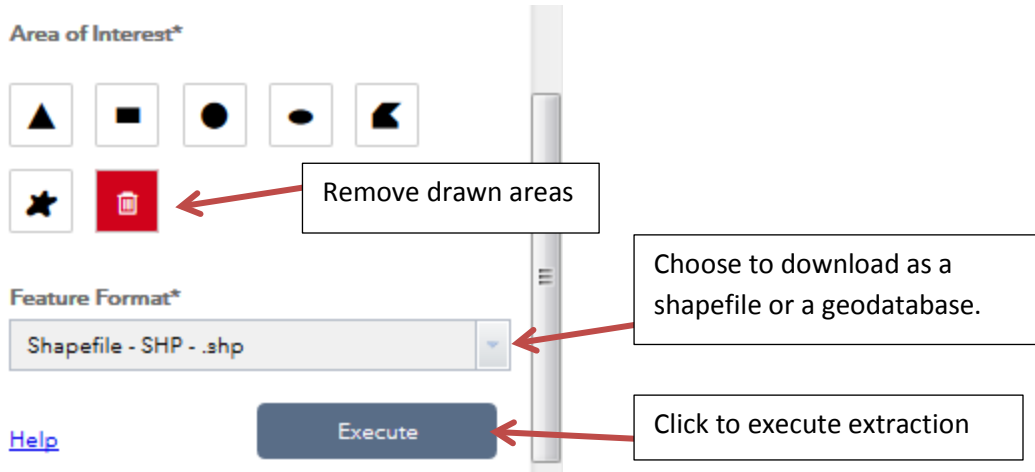 Area of Interest*
Remove drawn areas
Choose to download as a
shapefile or a geodatabase.
Feature Format*
Shapefile - SHP - .shp
Click to execute extraction
Execute
Help